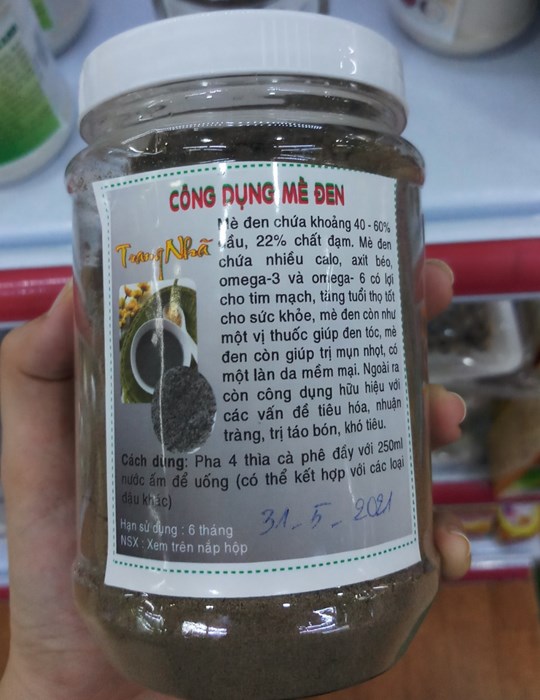 CÔNG DỤNG MÈ ĐEN
Trang Nhã
Mè đen chứa khoảng 40 - 60%
dầu, 22% chất đạm. Mè đen
chứa nhiều calo, axit béo,
omega-3 và omega- 6 có lợi
cho tim mạch, tăng tuổi thọ tốt
cho sức khỏe, mè đen còn như
một vị thuốc giúp đen tóc, mè
đen còn giúp trị mụn nhọt, có
một làn da mềm mại. Ngoài ra
còn công dụng hữu hiệu với
các vấn đề tiêu hóa, nhuận
tràng, trị táo bón, khó tiêu.
Cách dùng: Pha 4 thìa cà phê đầy với 250ml
nước ấm để uống (có thể kết hợp với các loại
đậu khác)
Hạn sử dụng : 6 tháng
31-5-2021
NSX : Xem trên nắp hộp